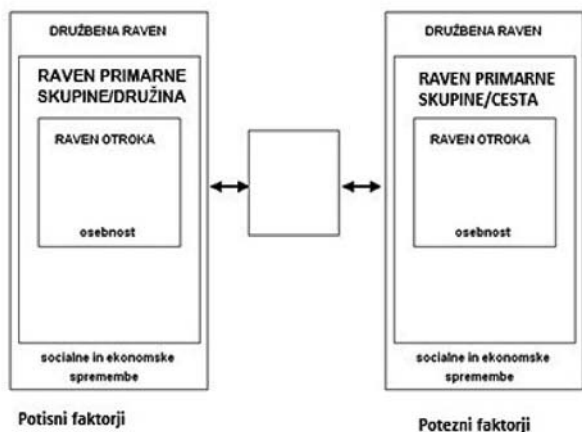 DRUŽBENA RAVEN
RAVEN PRIMARNE
SKUPINE/DRUŽINA
RAVEN OTROKA
osebnost
socialne in ekonomske
spremembe
Potisni faktorji
DRUŽBENA RAVEN
RAVEN PRIMARNE
SKUPINE/CESTA
RAVEN OTROKA
osebnost
socialne in ekonomske
spremembe
Potezni faktorji